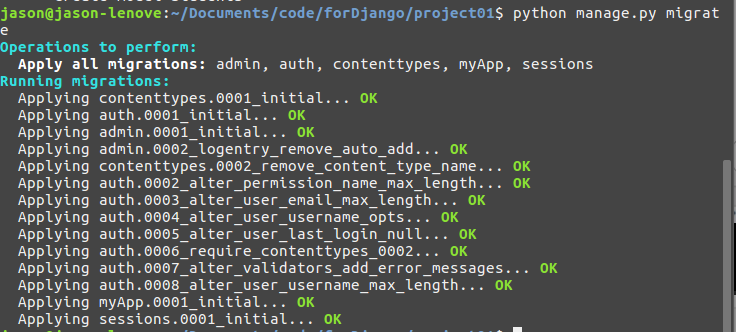 jason@jason-lenove:~/Documents/code/forDjango/project01$ python manage.py migrat
e
Operations to perform:
  Apply all migrations: admin, auth, contenttypes, myApp, sessions
Running migrations:
  Applying contenttypes.0001_initial... OK
  Applying auth.0001_initial... OK
  Applying admin.0001_initial... OK
  Applying admin.0002_logentry_remove_auto_add... OK
  Applying contenttypes.0002_remove_content_type_name... OK
  Applying auth.0002_alter_permission_name_max_length... OK
  Applying auth.0003_alter_user_email_max_length... OK
  Applying auth.0004_alter_user_username_opts... OK
  Applying auth.0005_alter_user_last_login_null... OK
  Applying auth.0006_require_contenttypes_0002... OK
  Applying auth.0007_alter_validators_add_error_messages... OK
  Applying auth.0008_alter_user_username_max_length... OK
  Applying myApp.0001_initial... OK
  Applying sessions.0001_initial... OK